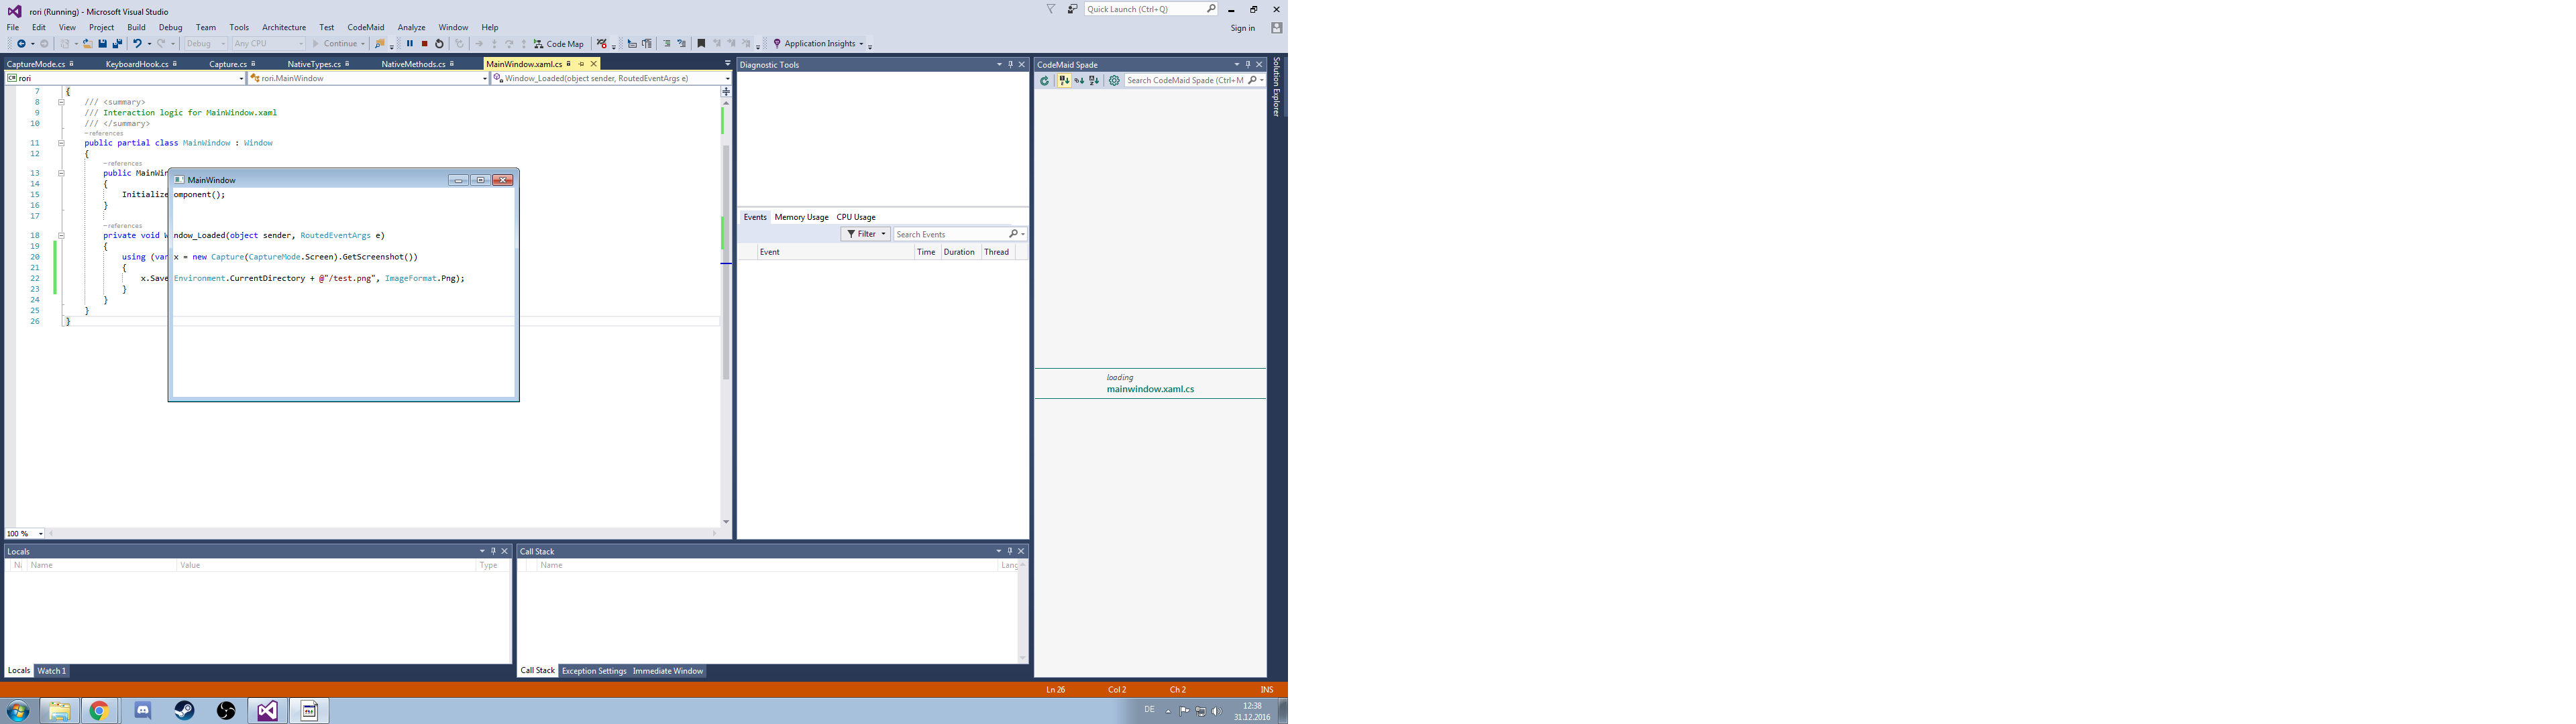 rori (Running) - Microsoft Visual Studio
Quick Launch (Ctrl+Q)
File Edit View Project Build Debug Team Tools Architecture Test CodeMaid Analyze Window Help
Sign in
Debug Any CPU Continue Code Map Application Insights
CaptureMode.cs KeyboardHook.cs Capture.cs NativeTypes.cs NativeMethods.cs MainWindow.xaml.cs
rori rori.MainWindow Window_Loaded(object sender, RoutedEventArgs e)
7 {
8 /// <summary>
9 /// Interaction logic for MainWindow.xaml
10 /// </summary>
–references
11 public partial class MainWindow : Window
12 {
–references
13 public MainWin
14 {
15 Initialize omponent();
16 }
17
–references
18 private void Window_Loaded(object sender, RoutedEventArgs e)
19 {
20 using (var x = new Capture(CaptureMode.Screen).GetScreenshot())
21 {
22 x.Save Environment.CurrentDirectory + @"/test.png", ImageFormat.Png);
23 }
24 }
25 }
26 }
MainWindow
100 %
Diagnostic Tools
Events Memory Usage CPU Usage
Filter Search Events
Event Time Duration Thread
CodeMaid Spade
Search CodeMaid Spade (Ctrl+M
loading
mainwindow.xaml.cs
Solution Explorer
Locals
Name Value Type
Locals Watch 1
Call Stack
Name Lang
Call Stack Exception Settings Immediate Window
Ln 26 Col 2 Ch 2 INS
DE
12:38
31.12.2016